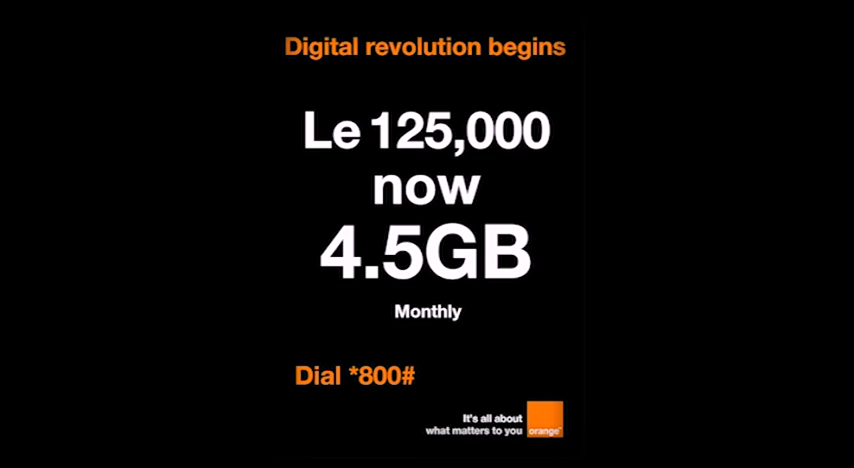 Digital revolution begins
Le 125,000
now
4.5GB
Monthly
Dial *800#
It's all about
what matters to you
orange™